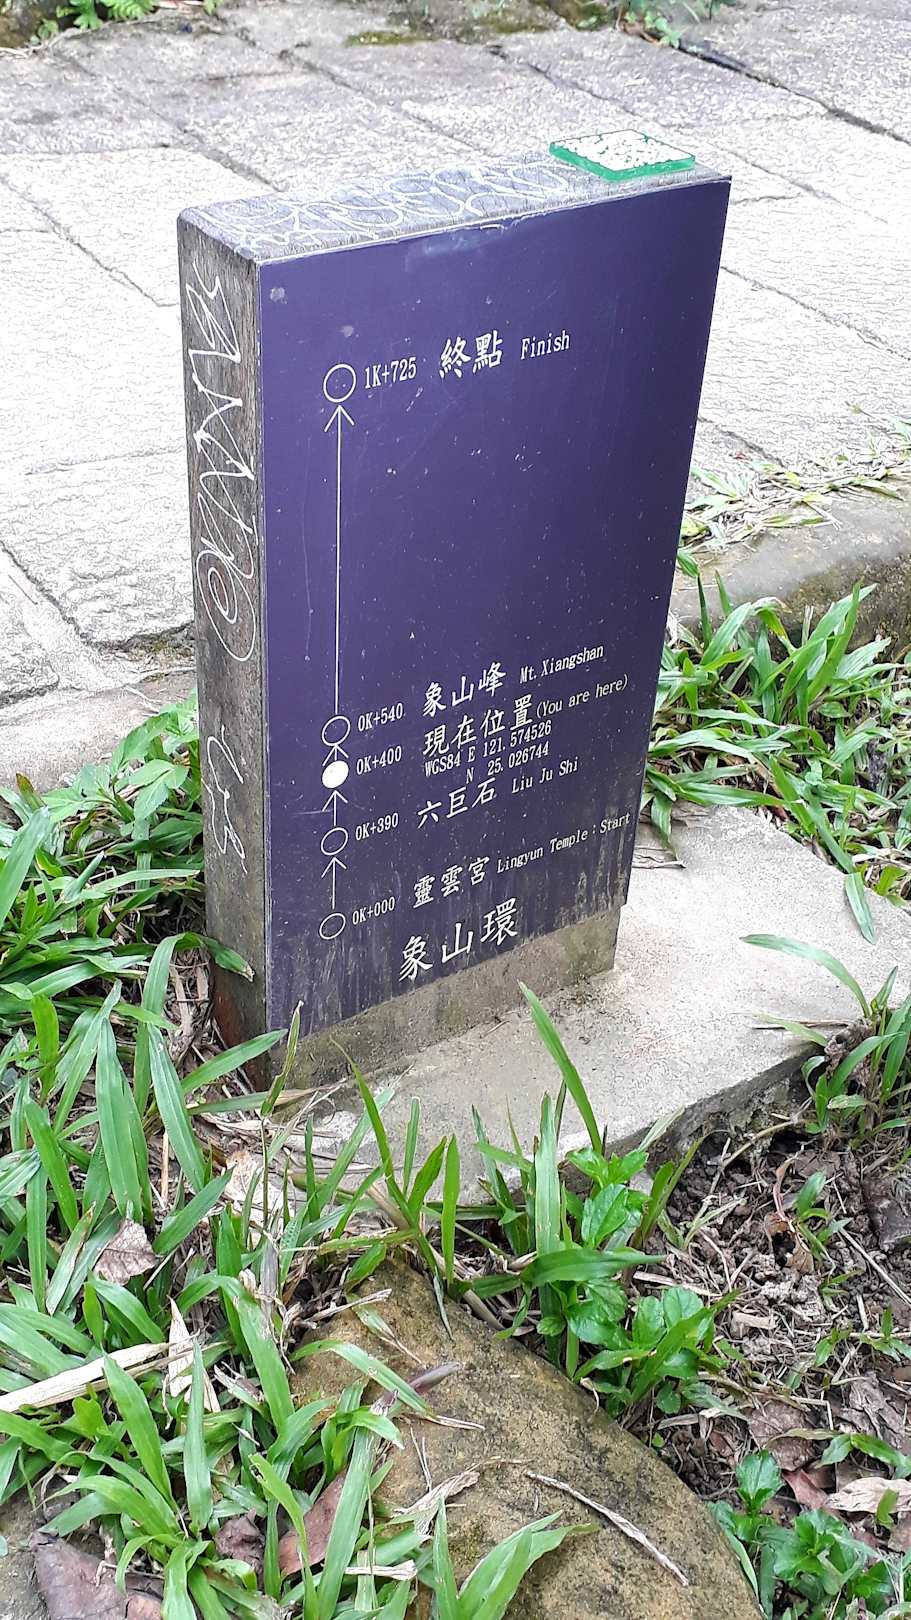 1K+725 終點 Finish
0K+540 象山峰 Mt.Xiangshan
0K+400 現在位置(You are here)
WGS84 E 121.574526
N 25.026744
0K+390 六巨石 Liu Ju Shi
0K+000 靈雲宮 Lingyun Temple:Start
象山環